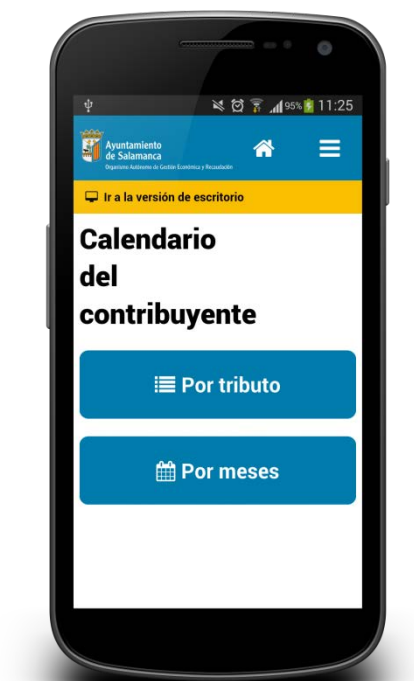 95% 11:25
Ayuntamiento
de Salamanca
Organismo Autónomo de Gestión Económica y Recaudación
Ir a la versión de escritorio
Calendario
del
contribuyente
Por tributo
Por meses